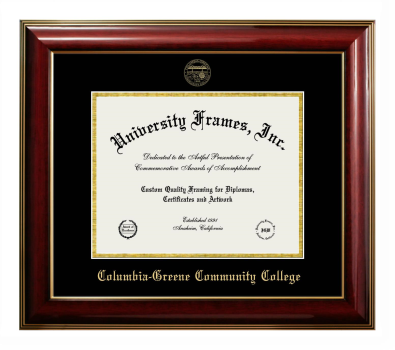 University Frames, Inc.
Dedicated to the Artful Presentation of
Commemorative Awards of Accomplishment
Custom Quality Framing for Diplomas,
Certificates and Artwork
Established 1991
Anaheim, California
Columbia-Greene Community College